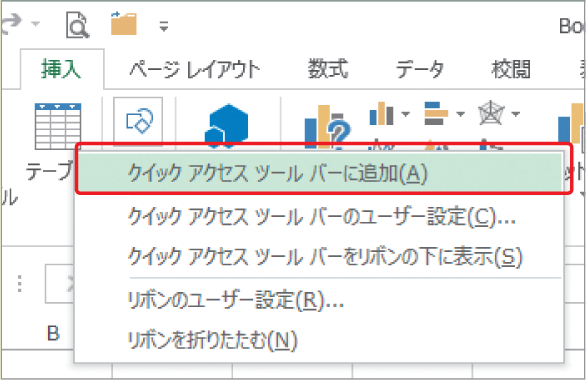 Boo
挿入 ページ レイアウト 数式 データ 校閲
テーブ
ル
クイック アクセス ツール バーに追加(A)
クイック アクセス ツール バーのユーザー設定(C)...
クイック アクセス ツール バーをリボンの下に表示(S)
リボンのユーザー設定(R)...
リボンを折りたたむ(N)
B